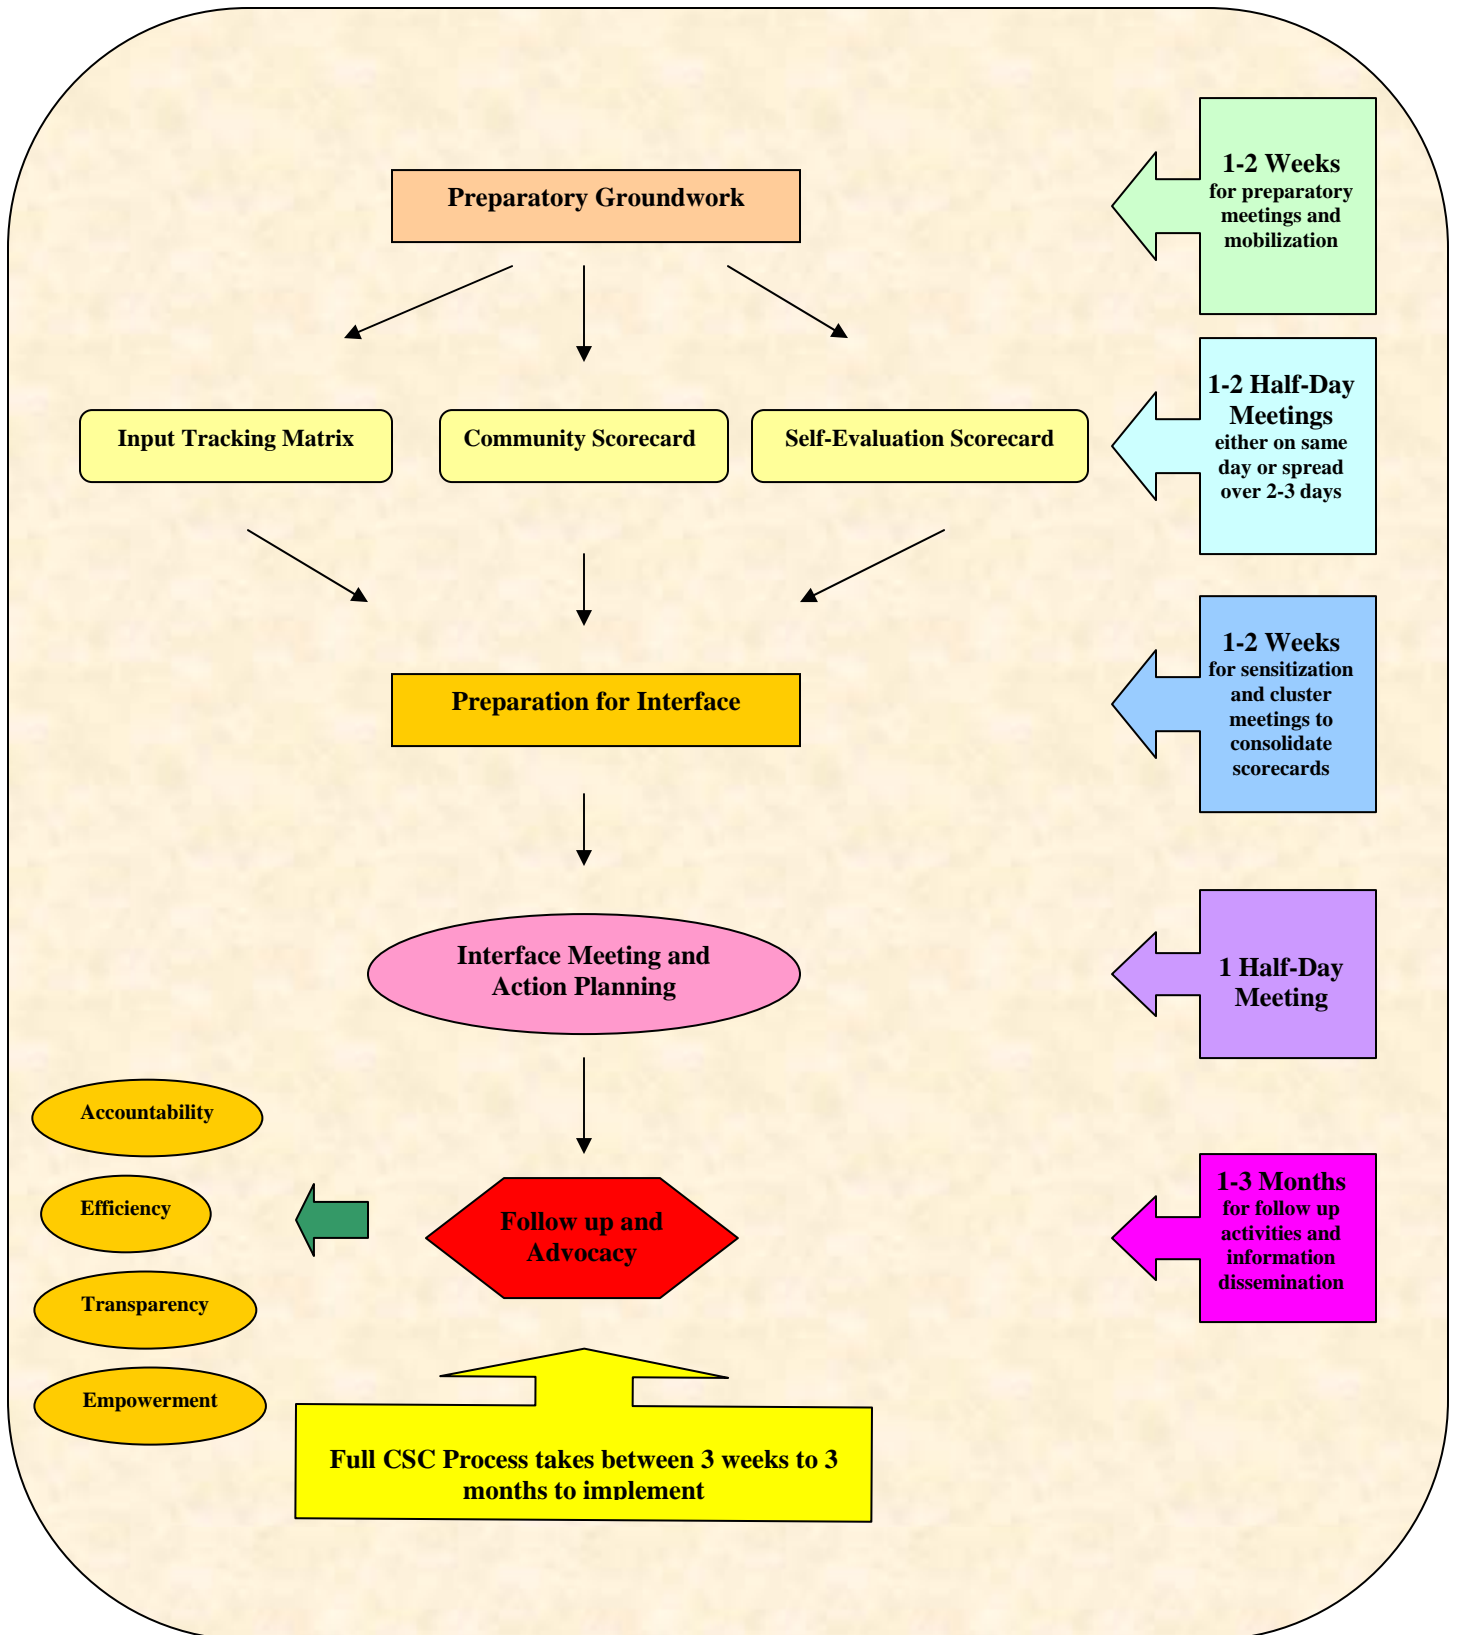 Preparatory Groundwork
1-2 Weeks
for preparatory
meetings and
mobilization
Input Tracking Matrix
Community Scorecard
Self-Evaluation Scorecard
1-2 Half-Day
Meetings
either on same
day or spread
over 2-3 days
Preparation for Interface
1-2 Weeks
for sensitization
and cluster
meetings to
consolidate
scorecards
Interface Meeting and
Action Planning
1 Half-Day
Meeting
Accountability
Efficiency
Transparency
Empowerment
Follow up and
Advocacy
1-3 Months
for follow up
activities and
information
dissemination
Full CSC Process takes between 3 weeks to 3
months to implement